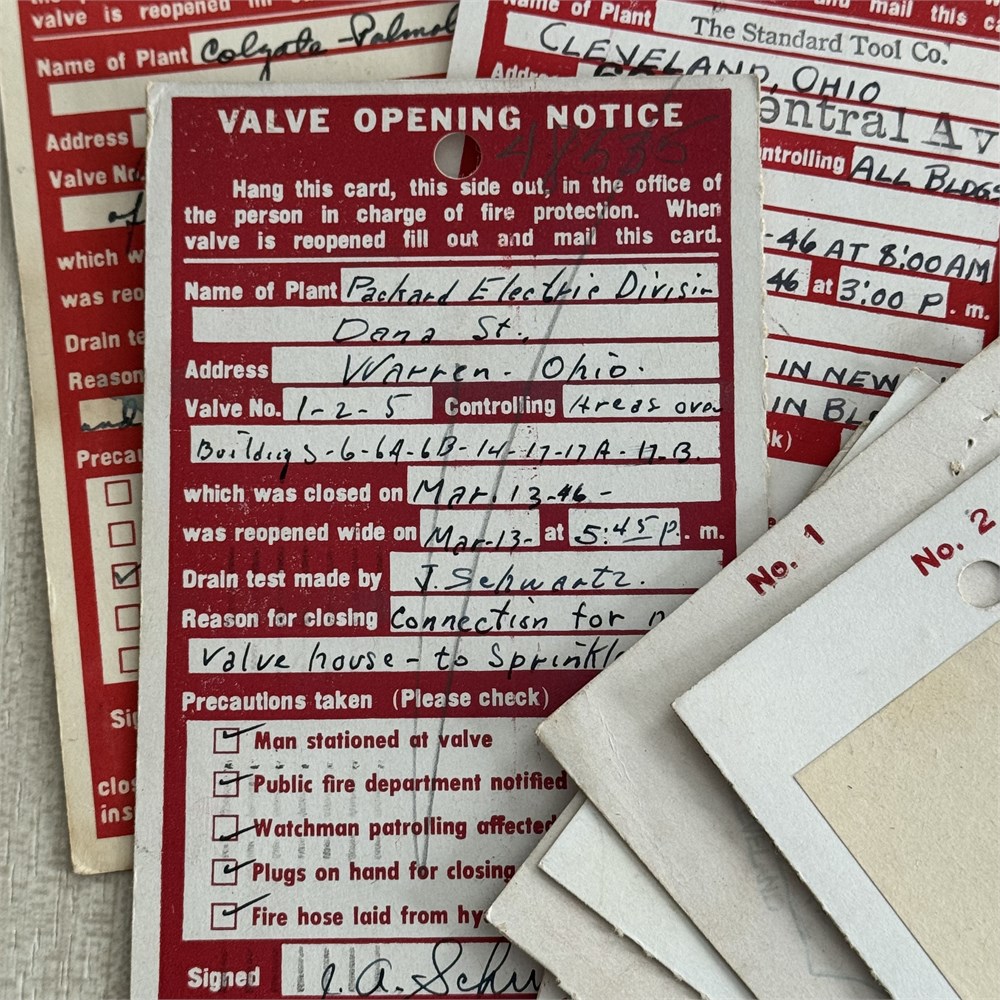 valve is reopened fill
Name of Plant Colgate-Palmol
Address
Valve No.
of
which w
was reo
Drain te
Reason
and
Precau
Sig
clos
ins
Name of Plant The Standard Tool Co.
CLEVELAND, OHIO
Addre entral Av
ntrolling ALL BLDGS
-46 AT 8:00 AM
46 at 3:00 P. m.
IN NEW
IN BL
k)
VALVE OPENING NOTICE
48535
Hang this card, this side out, in the office of
the person in charge of fire protection. When
valve is reopened fill out and mail this card.
Name of Plant Packard Electric Divisin
Dana St.
Address Warren - Ohio.
Valve No. 1-2-5 Controlling Areas ova
Buildings-6-6A-6B-14-17-17A-17-B.
which was closed on Mar. 13-46-
was reopened wide on Mar-13- at 5:45 p. m.
Drain test made by J. Schwartz.
Reason for closing Connection for n
Valve house - to Sprinkl
Precautions taken (Please check)
Man stationed at valve
Public fire department notified
Watchman patrolling affected
Plugs on hand for closing
Fire hose laid from hy
Signed J. A. Schw
No. 1
No. 2